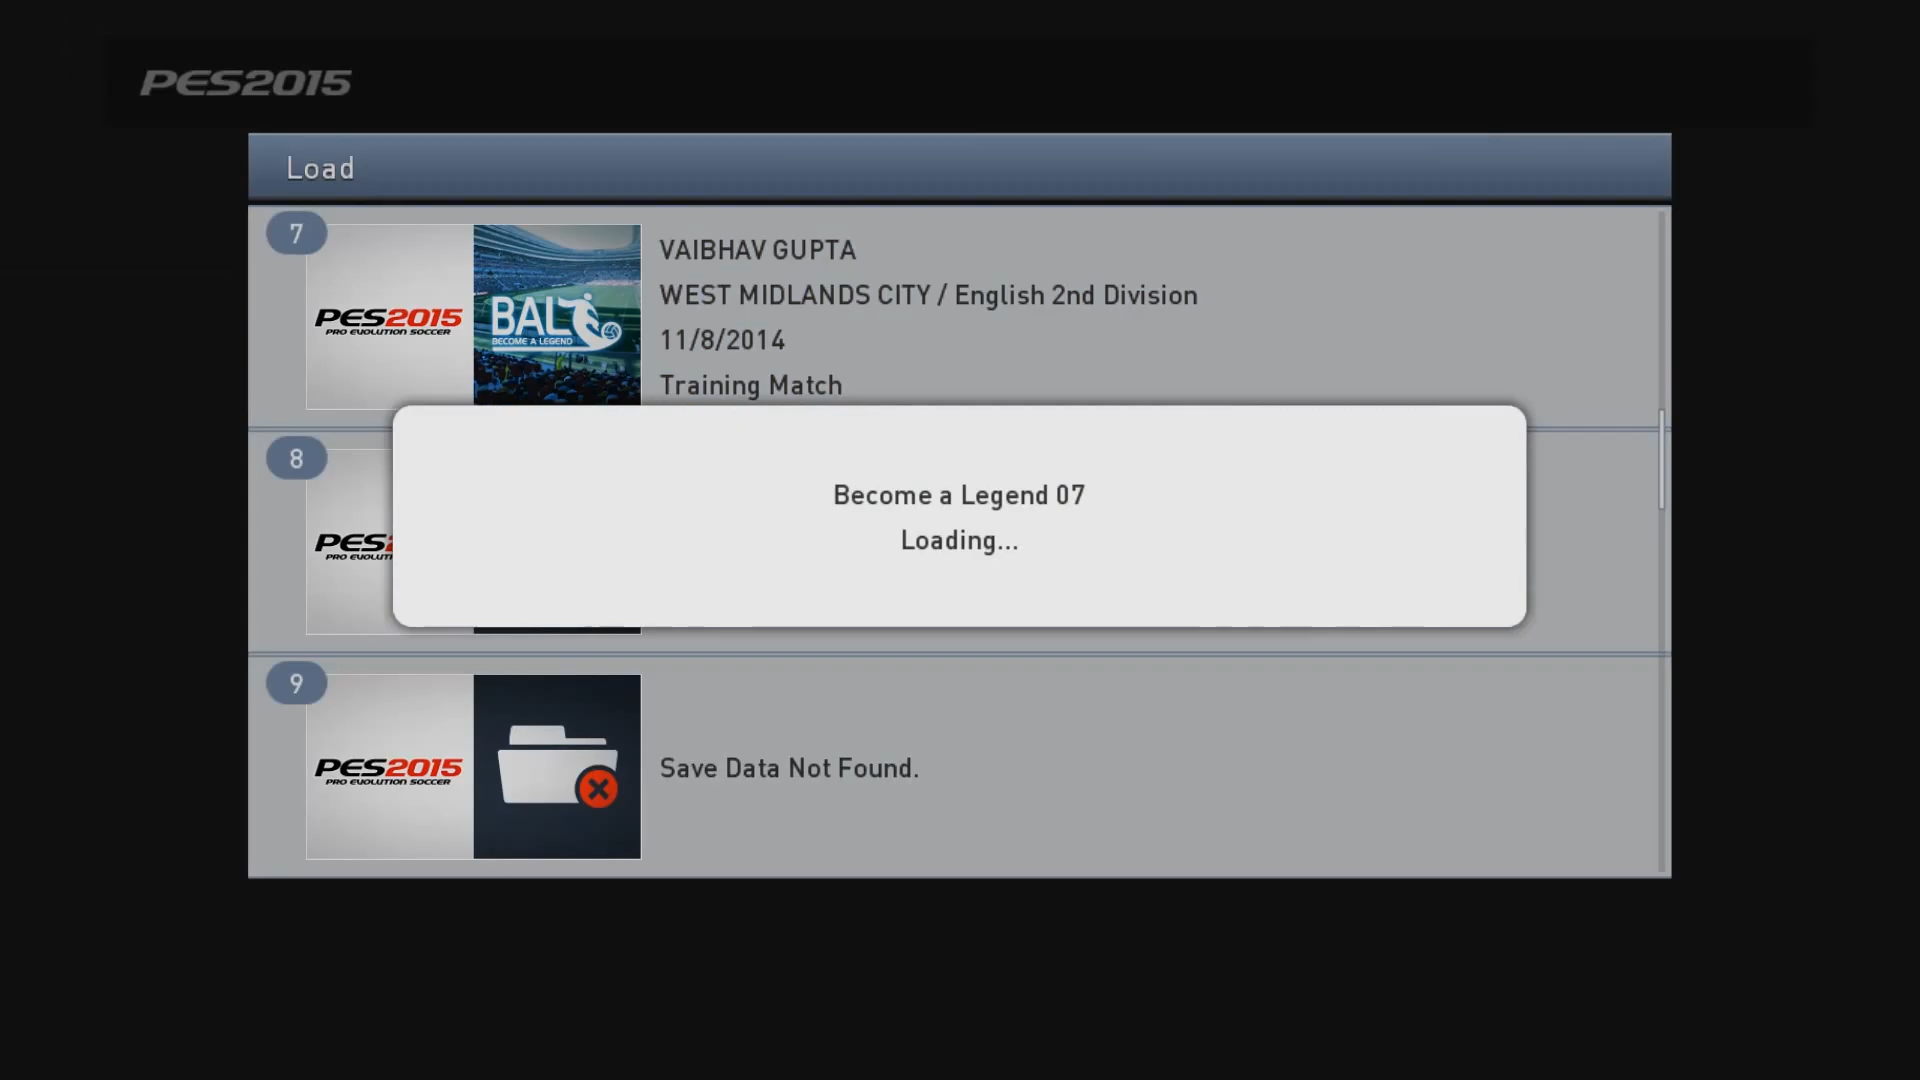 PES2015
Load
7
PES2015
PRO EVOLUTION SOCCER
BAL
BECOME A LEGEND
VAIBHAV GUPTA
WEST MIDLANDS CITY / English 2nd Division
11/8/2014
Training Match
8
Become a Legend 07
Loading...
9
PES2015
PRO EVOLUTION SOCCER
Save Data Not Found.